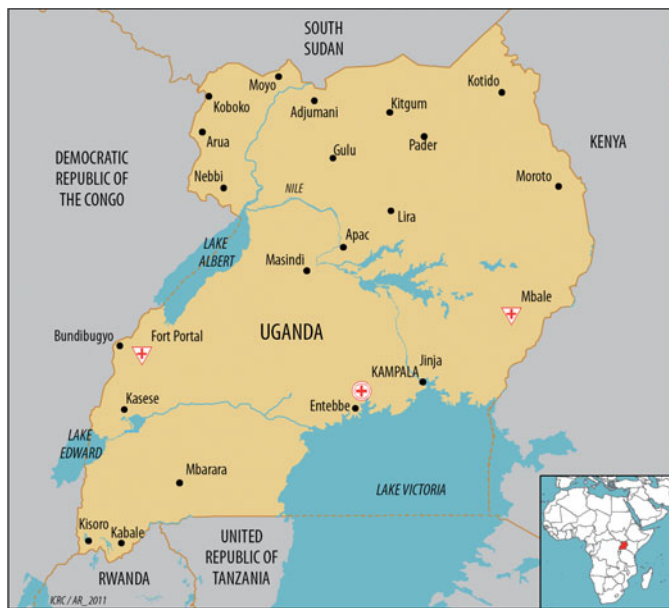 SOUTH
SUDAN
Moyo
Kotido
Koboko
Adjumani
Kitgum
Arua
Pader
KENYA
Gulu
DEMOCRATIC
REPUBLIC OF
THE CONGO
Nebbi
NILE
Moroto
Lira
LAKE
ALBERT
Apac
Masindi
Mbale
UGANDA
Bundibugyo
Fort Portal
Jinja
KAMPALA
Kasese
Entebbe
LAKE
EDWARD
Mbarara
LAKE VICTORIA
Kisoro
Kabale
UNITED
REPUBLIC OF
TANZANIA
RWANDA
ICRC / AR_2011